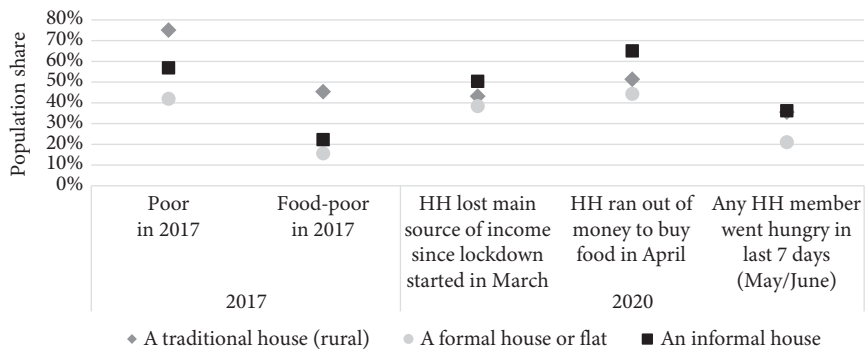 Population share
80%
70%
60%
50%
40%
30%
20%
10%
0%
Poor
in 2017
Food-poor
in 2017
HH lost main
source of income
since lockdown
started in March
HH ran out of
money to buy
food in April
Any HH member
went hungry in
last 7 days
(May/June)
2017
2020
A traditional house (rural)
A formal house or flat
An informal house